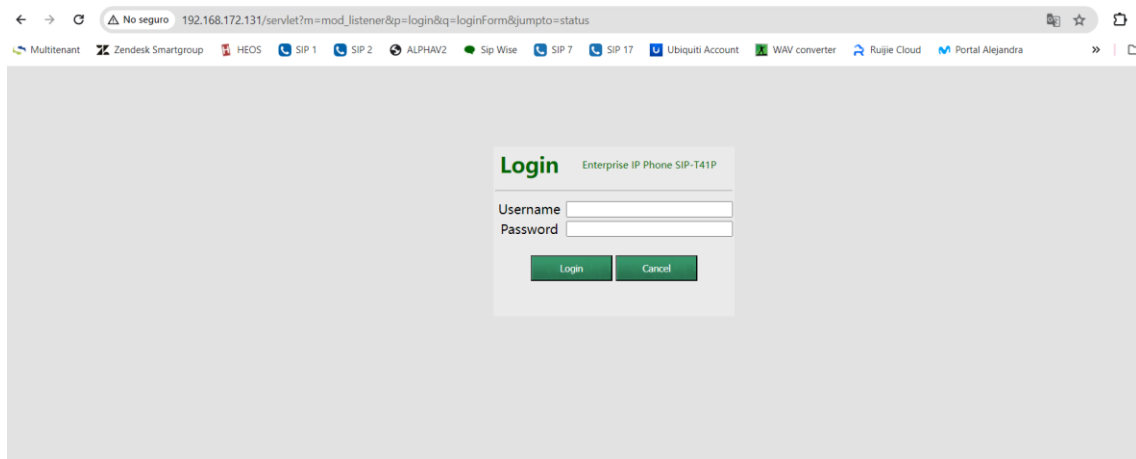 No seguro 192.168.172.131/servlet?m=mod_listener&p=login&q=loginForm&jumpto=status
Multitenant Zendesk Smartgroup HEOS SIP 1 SIP 2 ALPHAV2 Sip Wise SIP 7 SIP 17 Ubiquiti Account WAV converter Ruijie Cloud Portal Alejandra »
Login Enterprise IP Phone SIP-T41P
Username
Password
Login Cancel